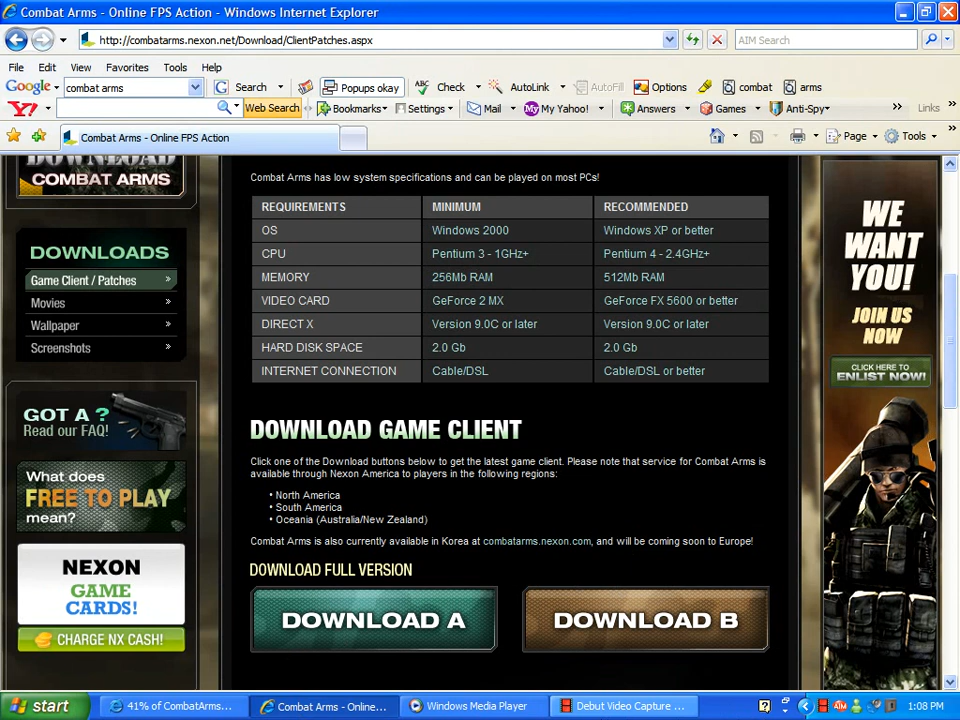 Combat Arms - Online FPS Action - Windows Internet Explorer
http://combatarms.nexon.net/Download/ClientPatches.aspx
AIM Search
File Edit View Favorites Tools Help
Google combat arms Search Popups okay Check AutoLink AutoFill Options combat arms
Y! Web Search Bookmarks Settings Mail My Yahoo! Answers Games Anti-Spy Links
Combat Arms - Online FPS Action
Page Tools
DOWNLOAD
COMBAT ARMS
DOWNLOADS
Game Client / Patches
Movies
Wallpaper
Screenshots
GOT A ?
Read our FAQ!
What does
FREE TO PLAY
mean?
NEXON
GAME
CARDS!
CHARGE NX CASH!
Combat Arms has low system specifications and can be played on most PCs!
REQUIREMENTS MINIMUM RECOMMENDED
OS Windows 2000 Windows XP or better
CPU Pentium 3 - 1GHz+ Pentium 4 - 2.4GHz+
MEMORY 256Mb RAM 512Mb RAM
VIDEO CARD GeForce 2 MX GeForce FX 5600 or better
DIRECT X Version 9.0C or later Version 9.0C or later
HARD DISK SPACE 2.0 Gb 2.0 Gb
INTERNET CONNECTION Cable/DSL Cable/DSL or better
DOWNLOAD GAME CLIENT
Click one of the Download buttons below to get the latest game client. Please note that service for Combat Arms is
available through Nexon America to players in the following regions:
• North America
• South America
• Oceania (Australia/New Zealand)
Combat Arms is also currently available in Korea at combatarms.nexon.com, and will be coming soon to Europe!
DOWNLOAD FULL VERSION
DOWNLOAD A DOWNLOAD B
WE
WANT
YOU!
JOIN US
NOW
CLICK HERE TO
ENLIST NOW!
start 41% of CombatArms... Combat Arms - Online... Windows Media Player Debut Video Capture ... 1:08 PM